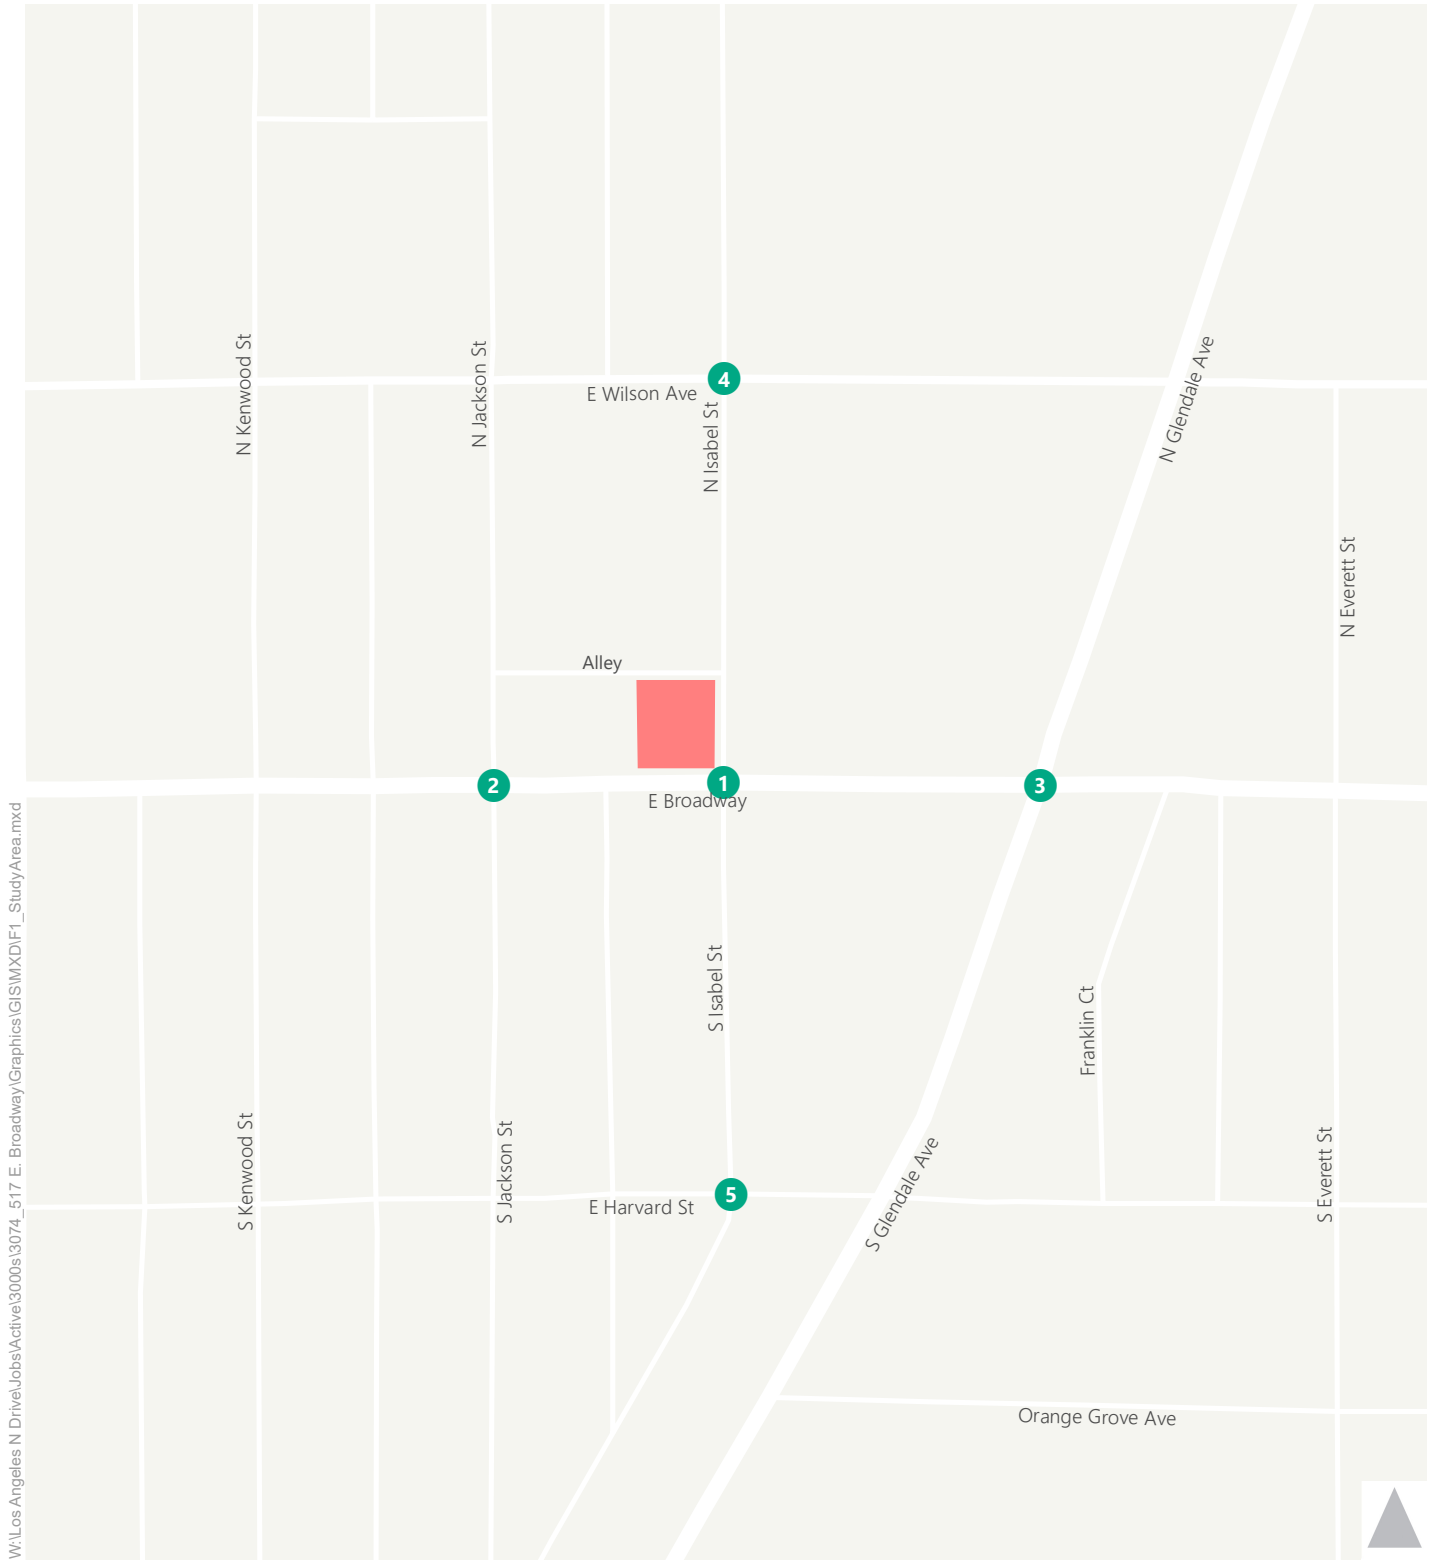 N Kenwood St
N Jackson St
4
E Wilson Ave
N Isabel St
N Glendale Ave
N Everett St
Alley
2
1
3
E Broadway
S Isabel St
Franklin Ct
S Kenwood St
S Jackson St
5
E Harvard St
S Glendale Ave
S Everett St
Orange Grove Ave
W:\Los Angeles N Drive\Jobs\Active\3000s\3074_517 E. Broadway\Graphics\GIS\MXD\F1_StudyArea.mxd